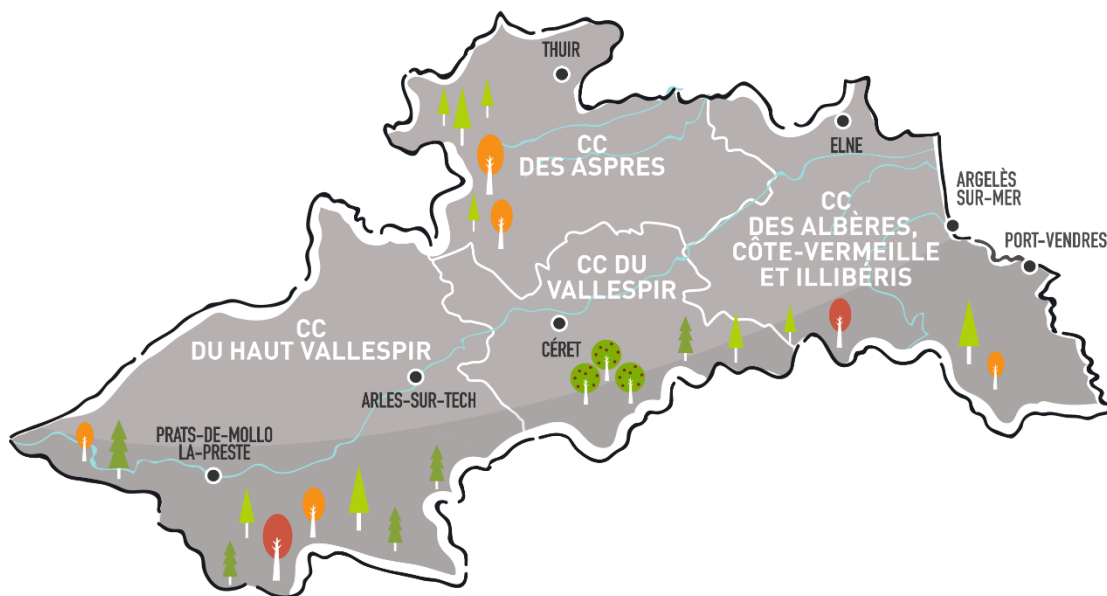 THUIR
CC
DES ASPRES
ELNE
ARGELÈS
SUR-MER
CC
DES ALBÈRES,
CÔTE-VERMEILLE
ET ILLIBÉRIS
PORT-VENDRES
CC DU
VALLESPIR
CÉRET
CC
DU HAUT VALLESPIR
ARLES-SUR-TECH
PRATS-DE-MOLLO
LA-PRESTE